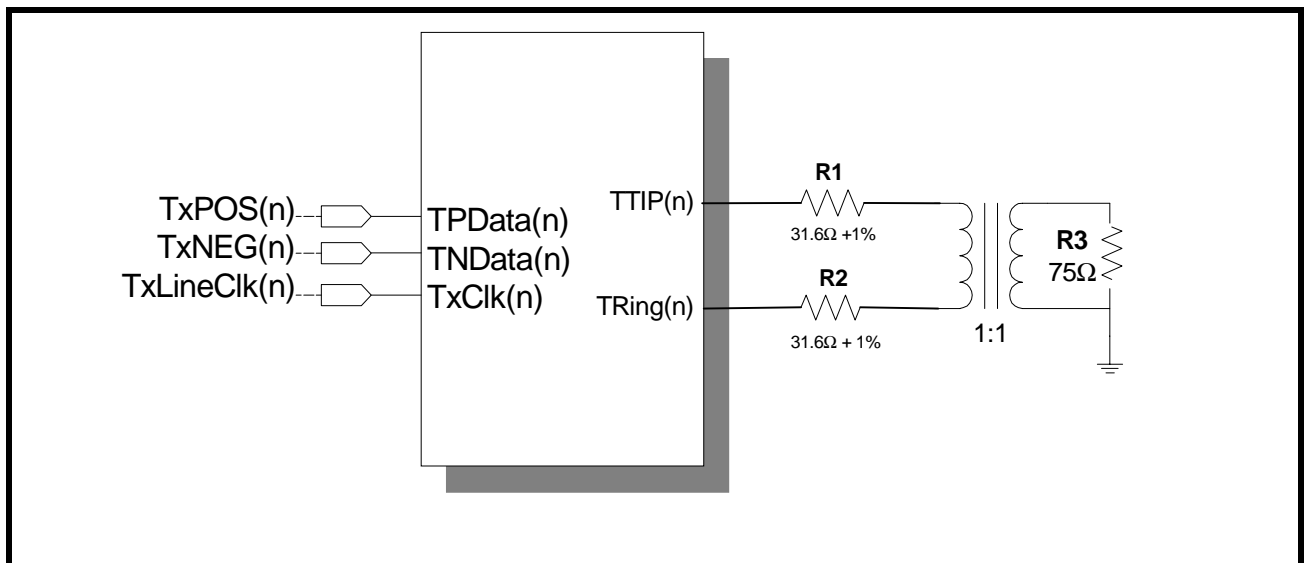 TxPOS(n)
TxNEG(n)
TxLineClk(n)
TPData(n)
TNData(n)
TxClk(n)
TTIP(n)
TRing(n)
R1
31.6Ω +1%
R2
31.6Ω + 1%
1:1
R3
75Ω